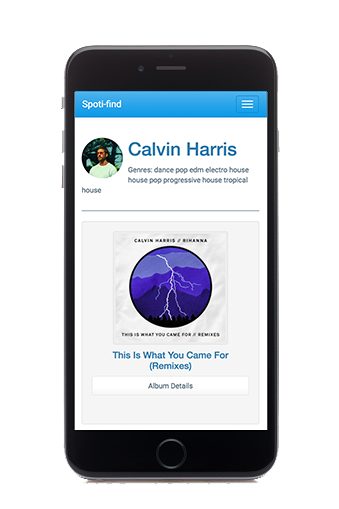 Spoti-find
Calvin Harris
Genres: dance pop edm electro house
house pop progressive house tropical
house
CALVIN HARRIS // RIHANNA
THIS IS WHAT YOU CAME FOR // REMIXES
This Is What You Came For
(Remixes)
Album Details